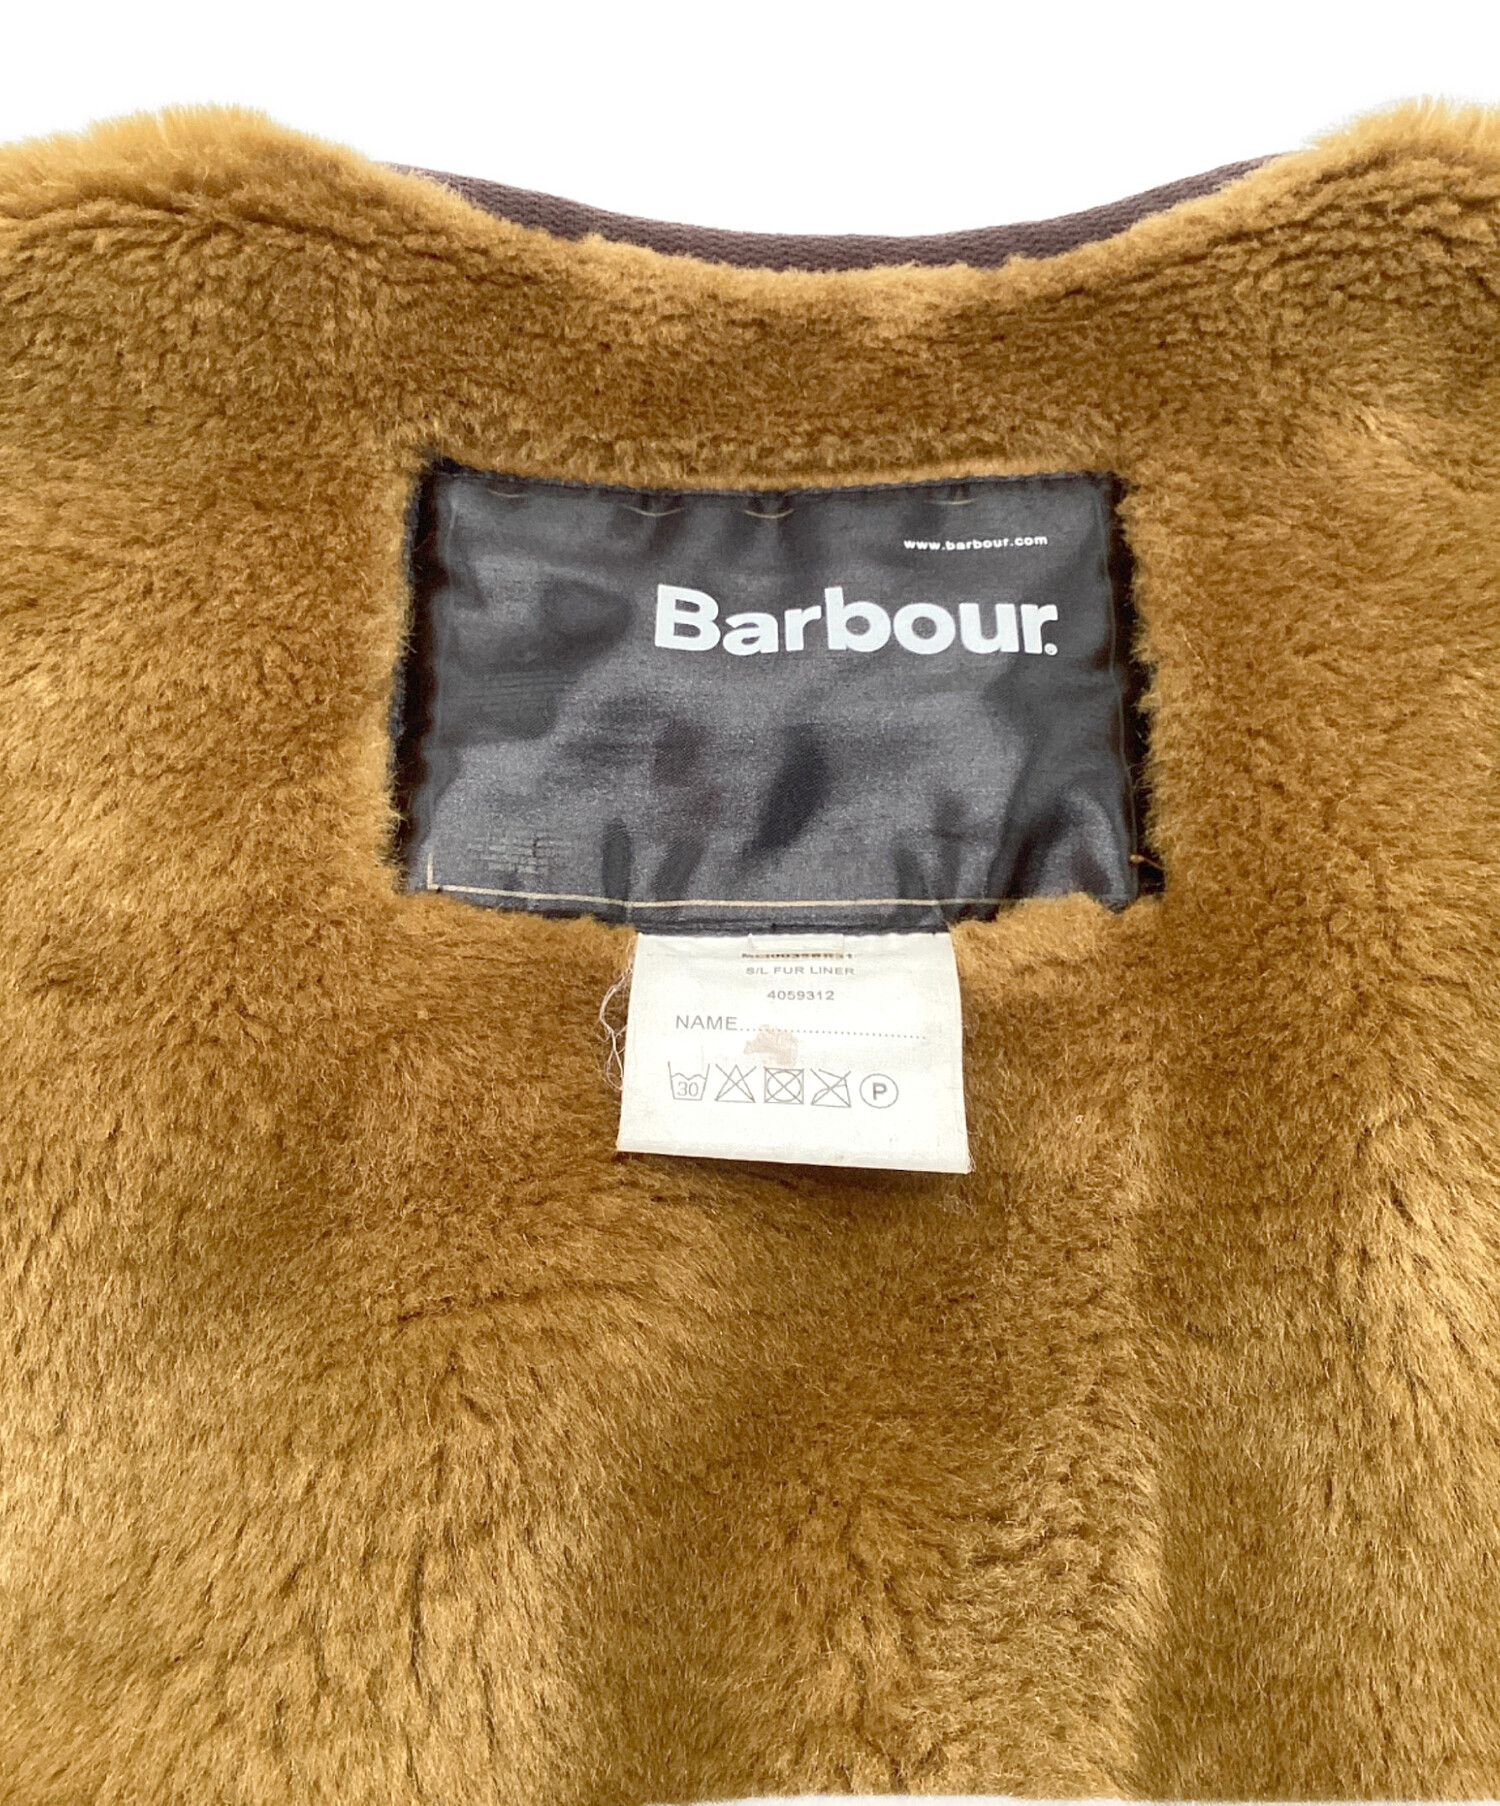 www.barbour.com
Barbour.®
S/L FUR LINER
4059312
NAME..............................
30
P